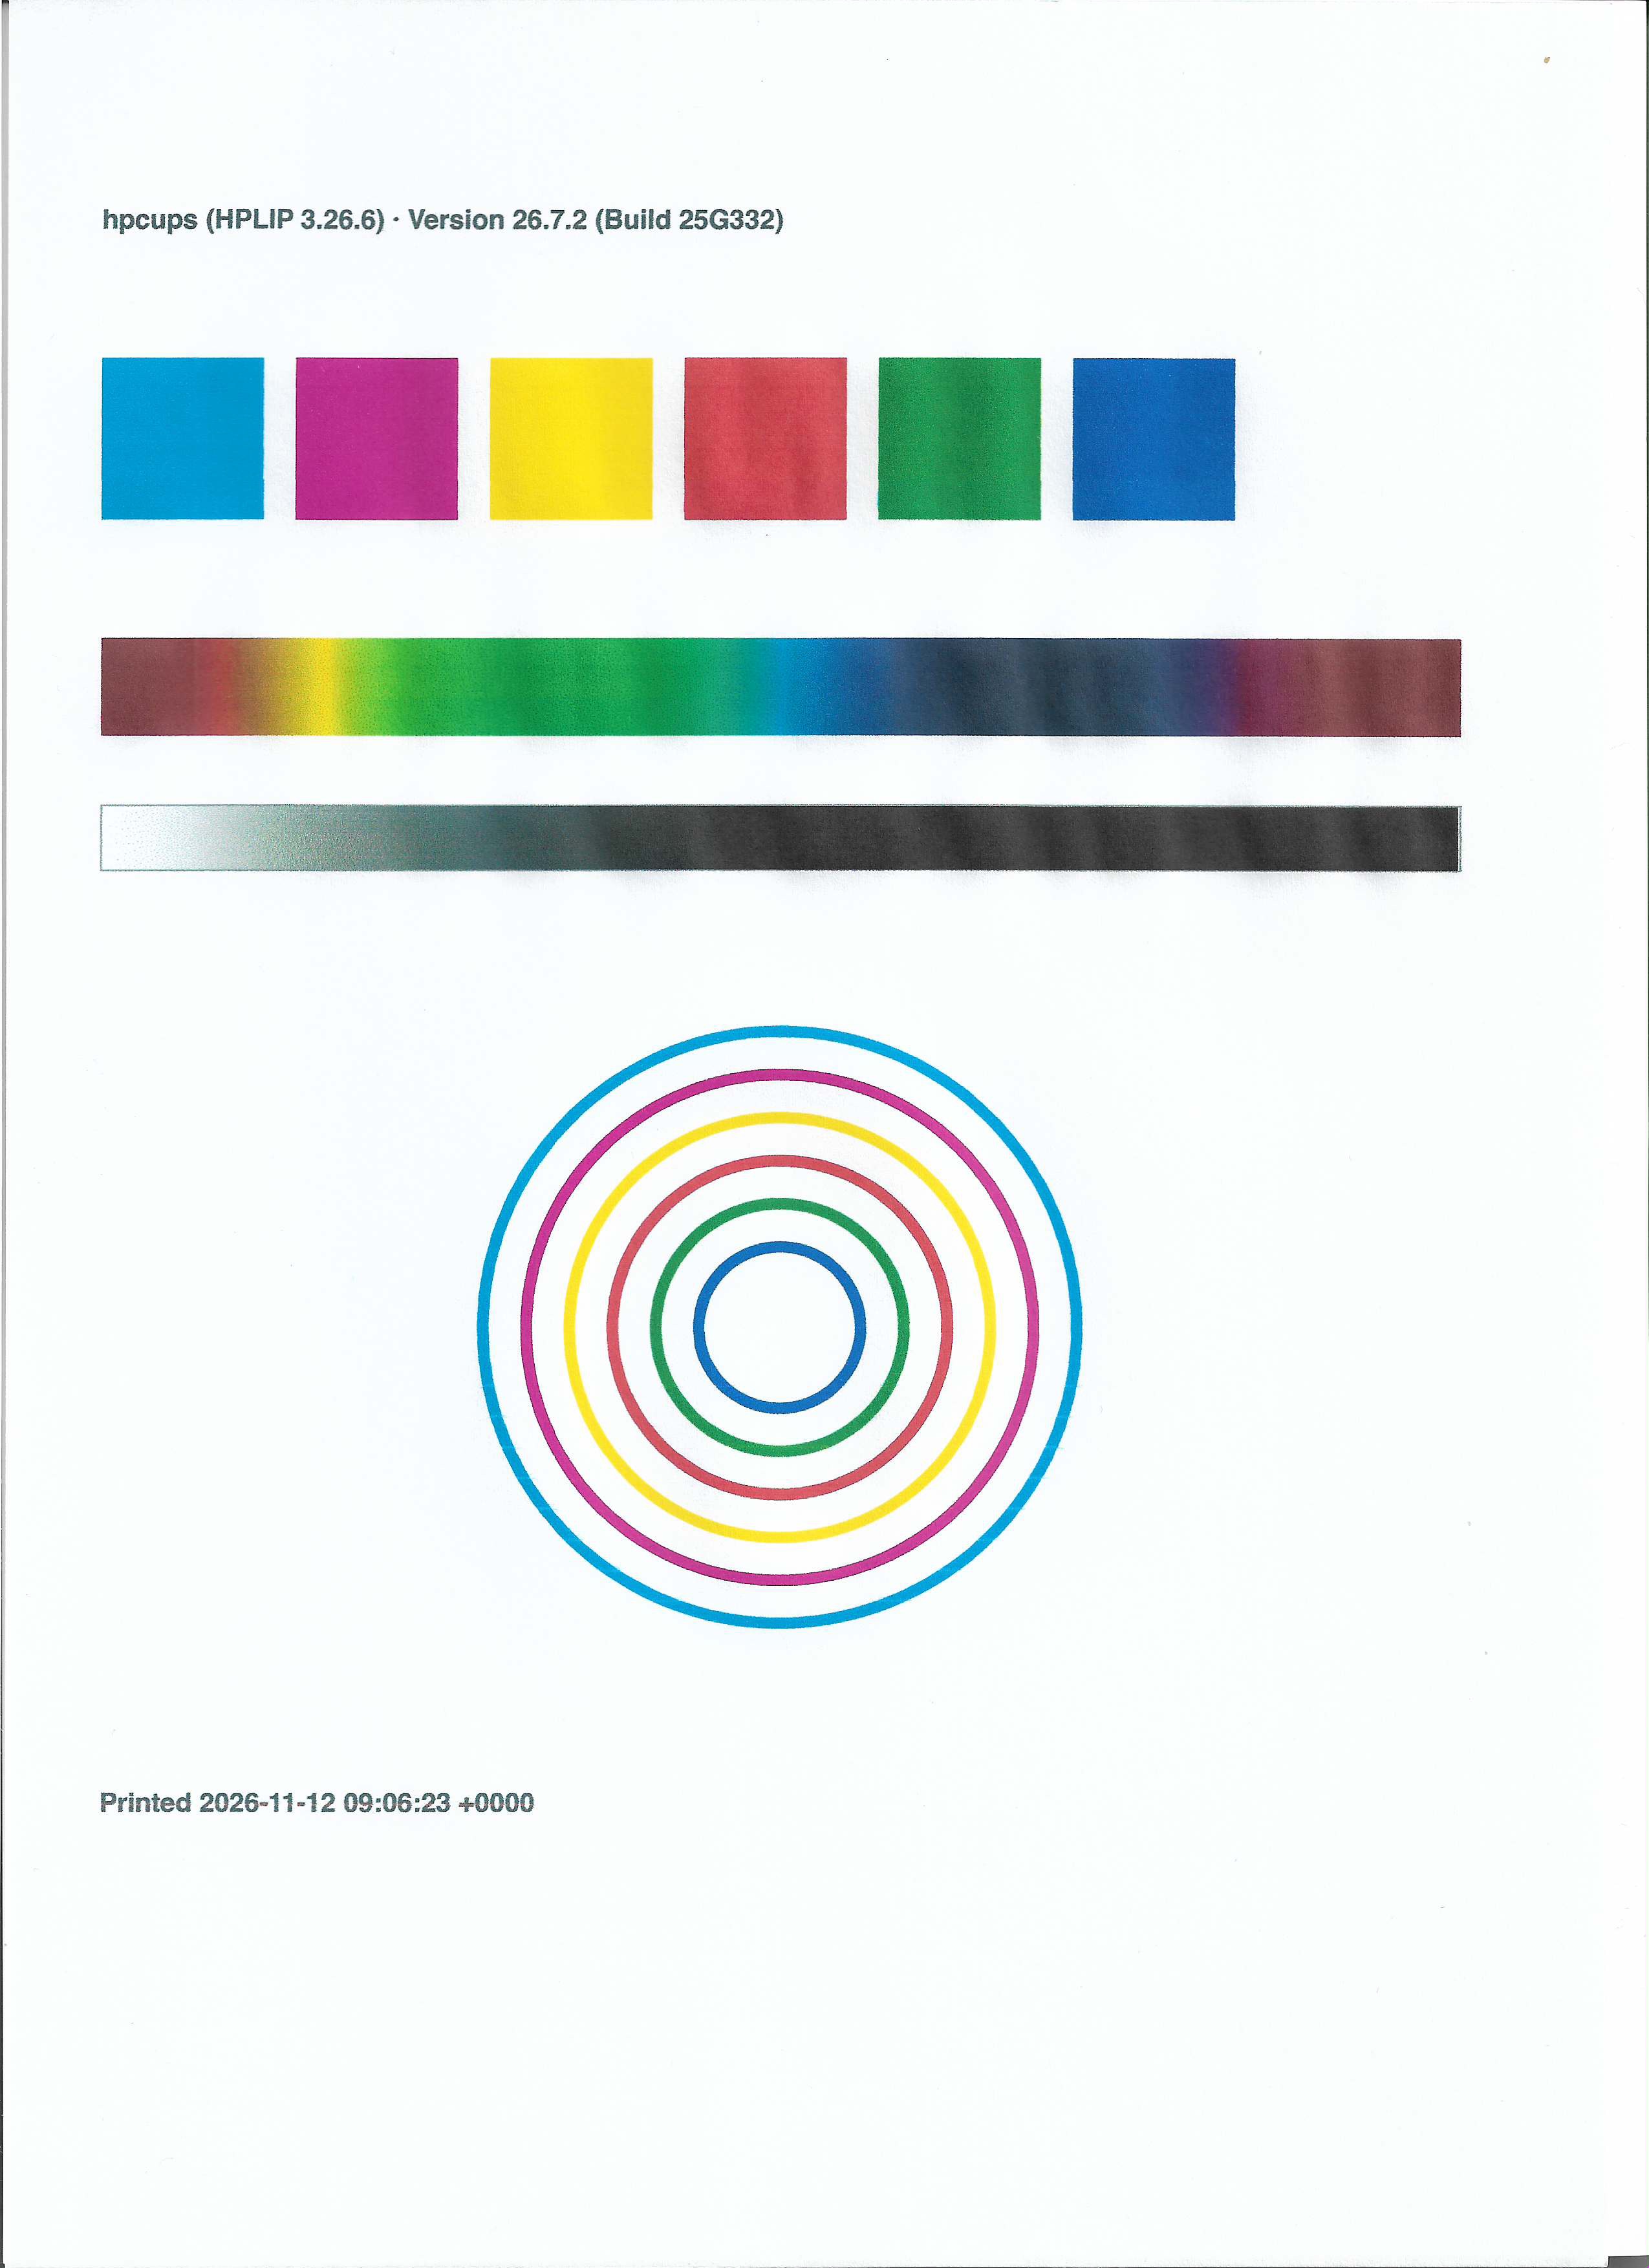 hpcups (HPLIP 3.26.6) · Version 26.7.2 (Build 25G332)
Printed 2026-11-12 09:06:23 +0000